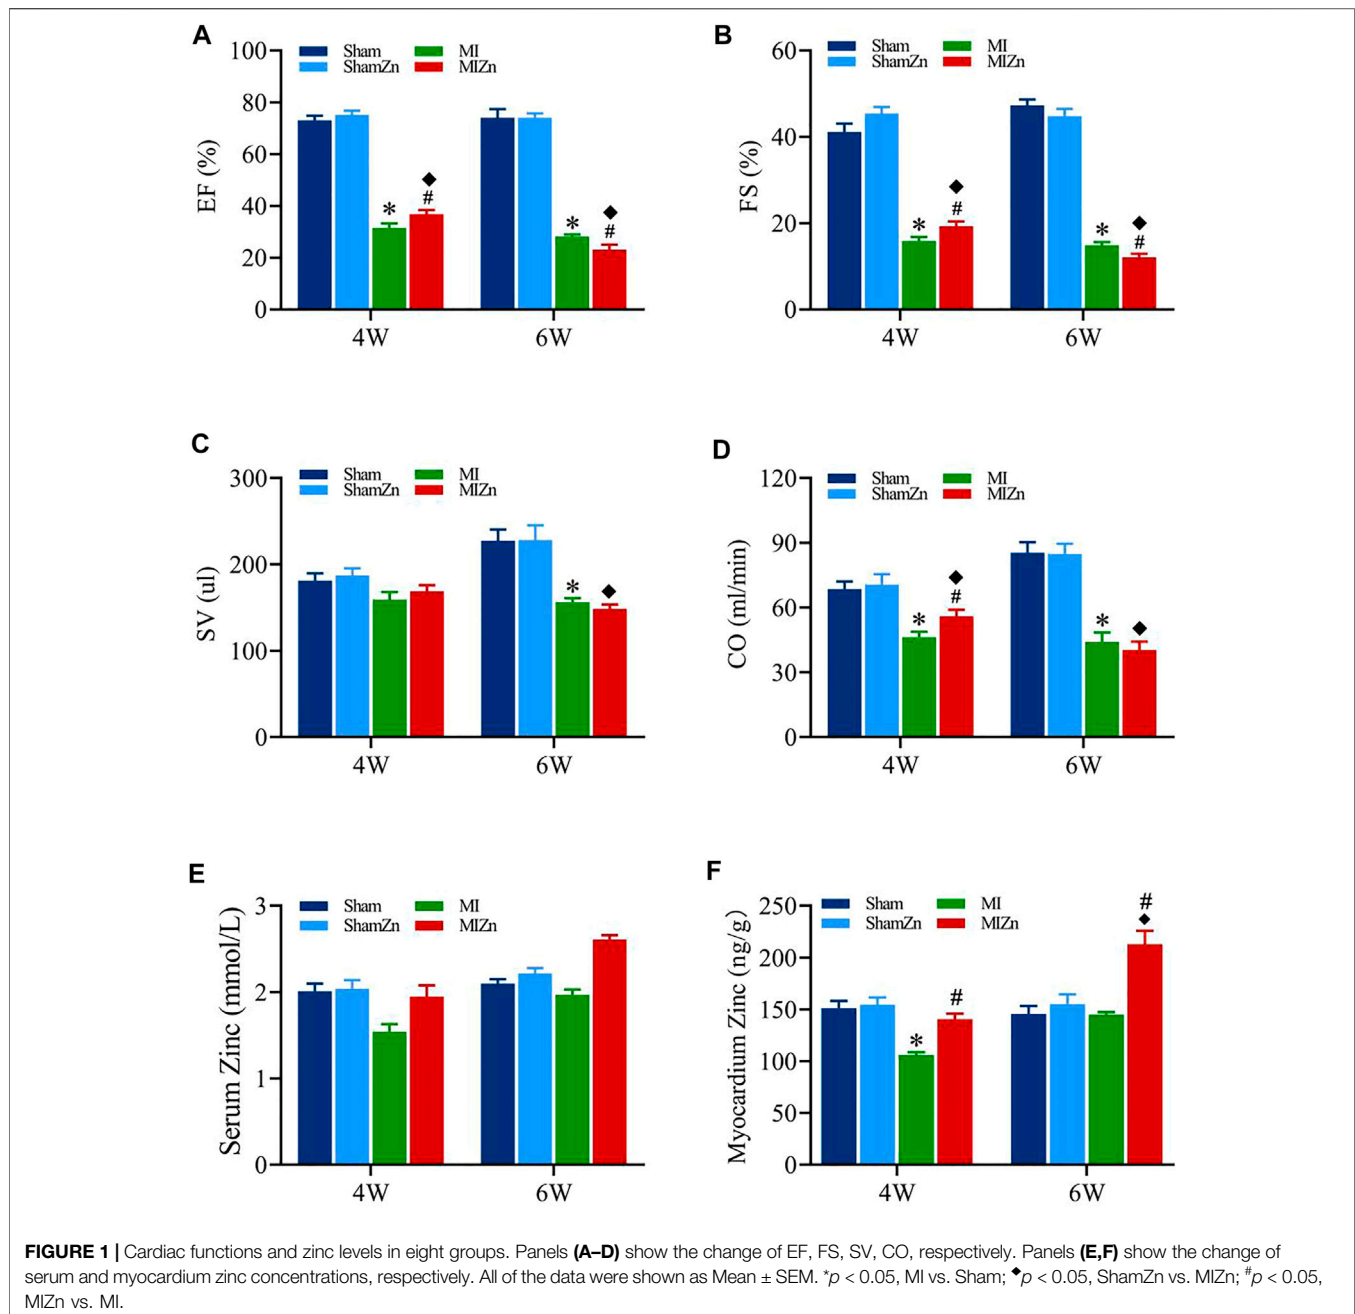 A
100
80
60
40
20
0
EF (%)
Sham
MI
ShamZn
MIZn
*
◆
#
*
◆
#
4W
6W
B
60
40
20
0
FS (%)
Sham
MI
ShamZn
MIZn
*
◆
#
*
◆
#
4W
6W
C
300
200
100
0
SV (ul)
Sham
MI
ShamZn
MIZn
*
◆
4W
6W
D
120
90
60
30
0
CO (ml/min)
Sham
MI
ShamZn
MIZn
*
◆
#
*
◆
4W
6W
E
3
2
1
0
Serum Zinc (mmol/L)
Sham
MI
ShamZn
MIZn
4W
6W
F
250
200
150
100
50
0
Myocardium Zinc (ng/g)
Sham
MI
ShamZn
MIZn
*
#
#
◆
4W
6W
FIGURE 1 | Cardiac functions and zinc levels in eight groups. Panels (A–D) show the change of EF, FS, SV, CO, respectively. Panels (E,F) show the change of
serum and myocardium zinc concentrations, respectively. All of the data were shown as Mean ± SEM. *p < 0.05, MI vs. Sham; ◆p < 0.05, ShamZn vs. MIZn; #p < 0.05,
MIZn vs. MI.